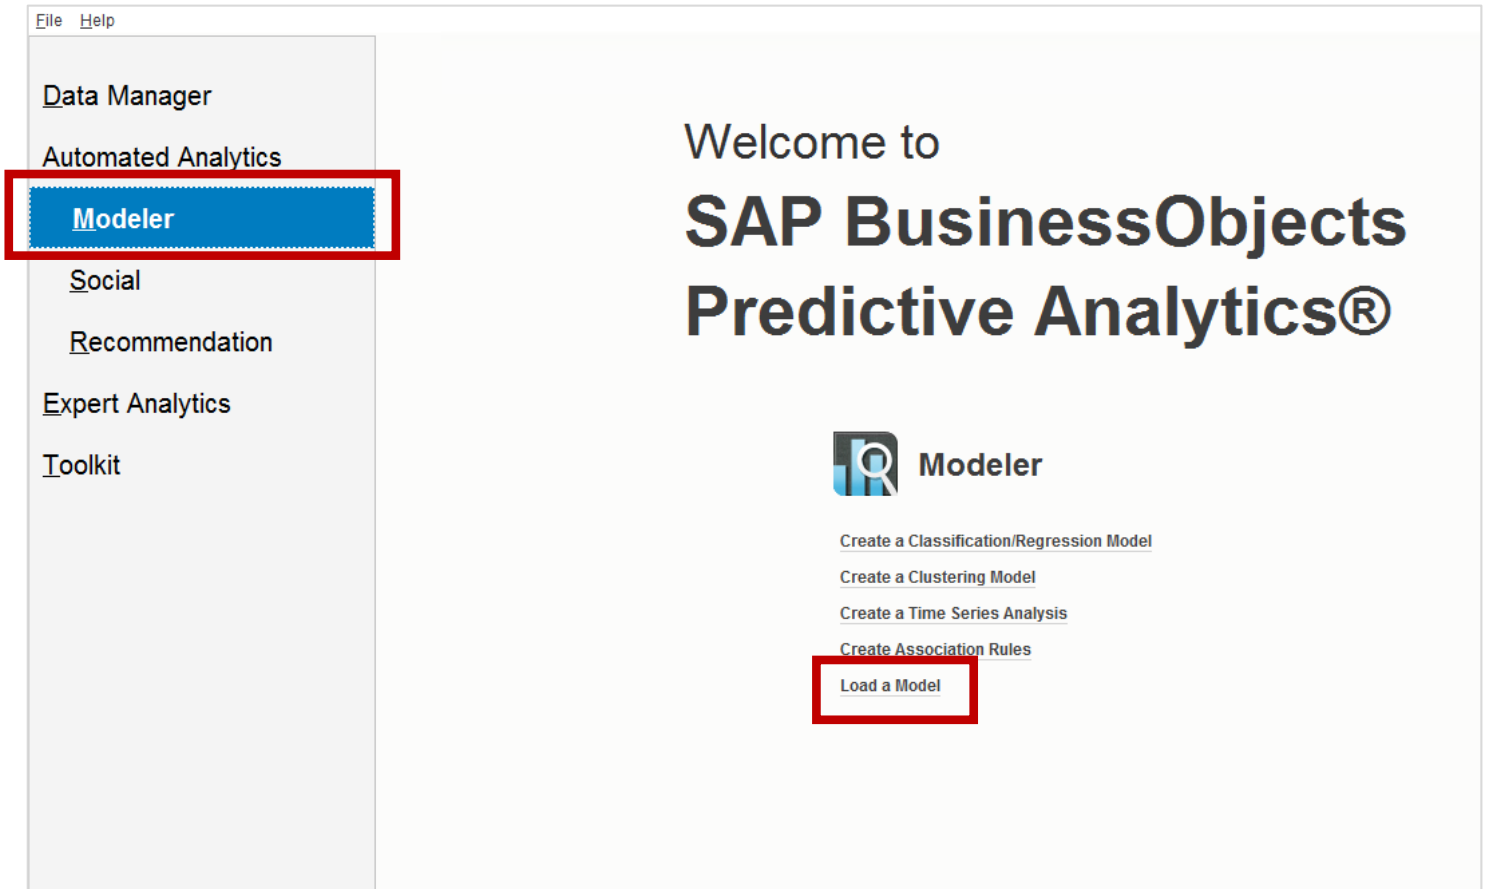 File Help
Data Manager
Automated Analytics
Modeler
Social
Recommendation
Expert Analytics
Toolkit
Welcome to
SAP BusinessObjects
Predictive Analytics®
Modeler
Create a Classification/Regression Model
Create a Clustering Model
Create a Time Series Analysis
Create Association Rules
Load a Model